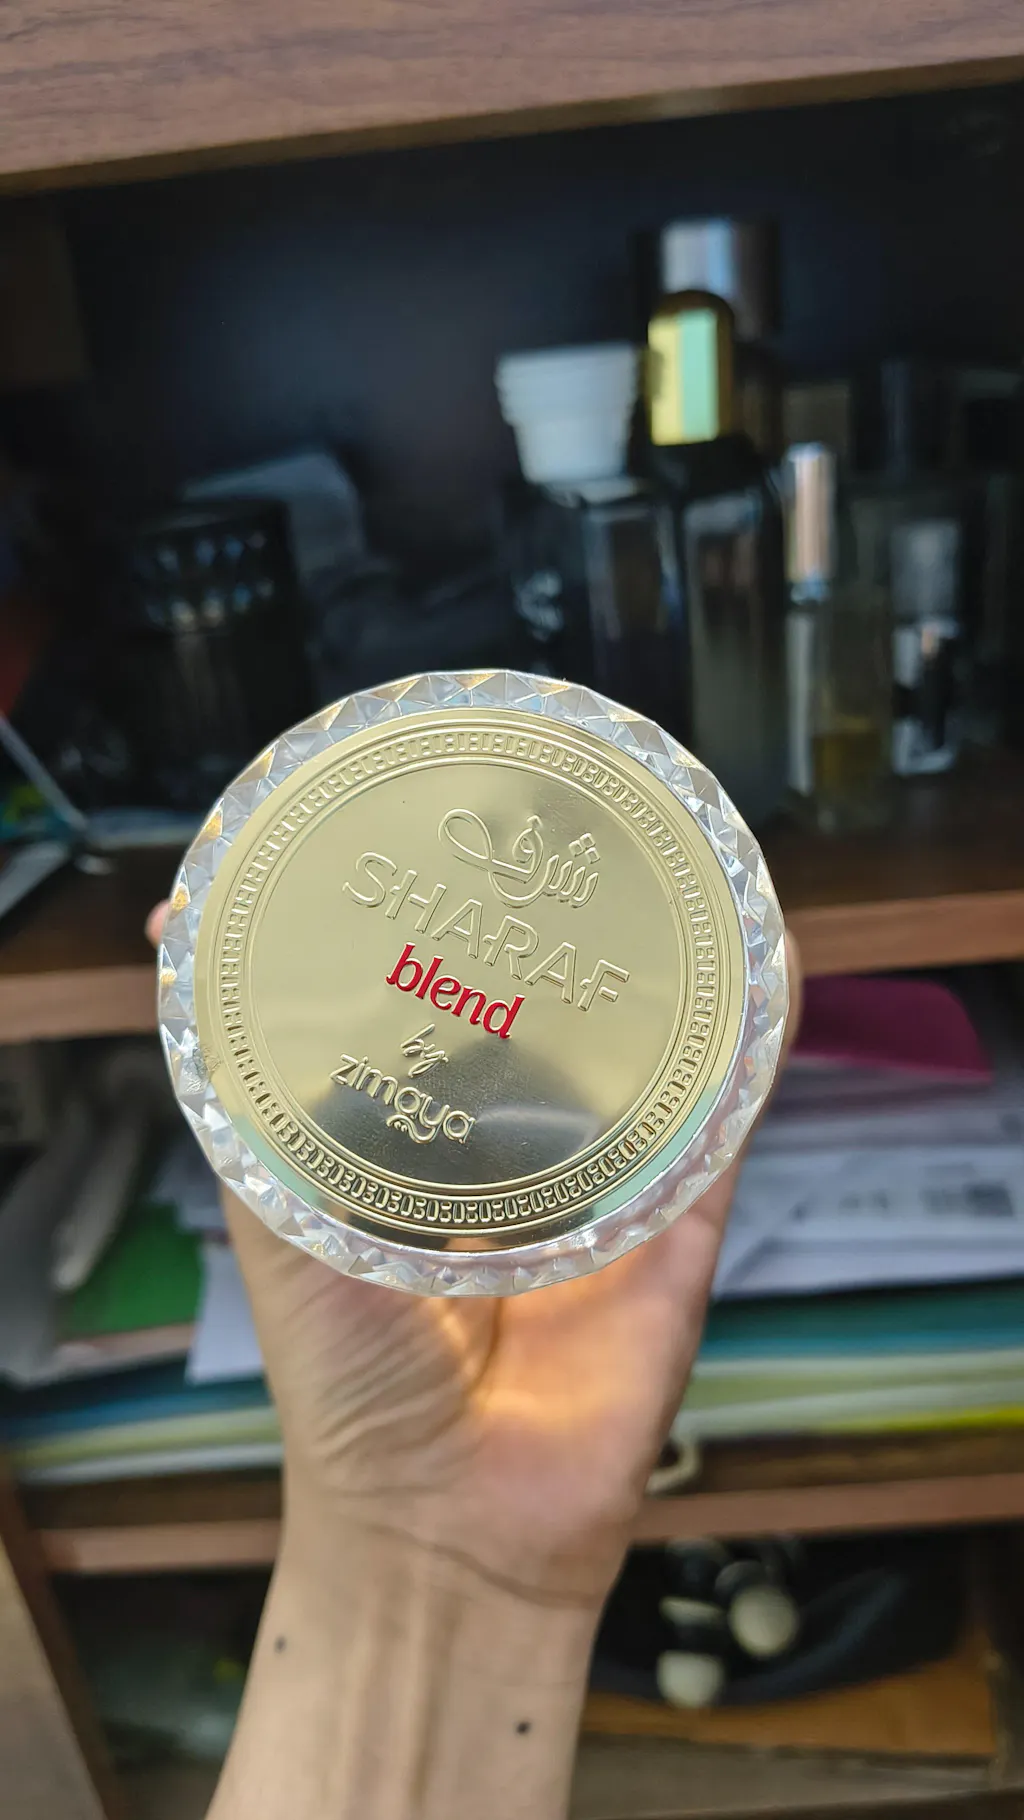 شرف
SHARAF
blend
by
zimaya